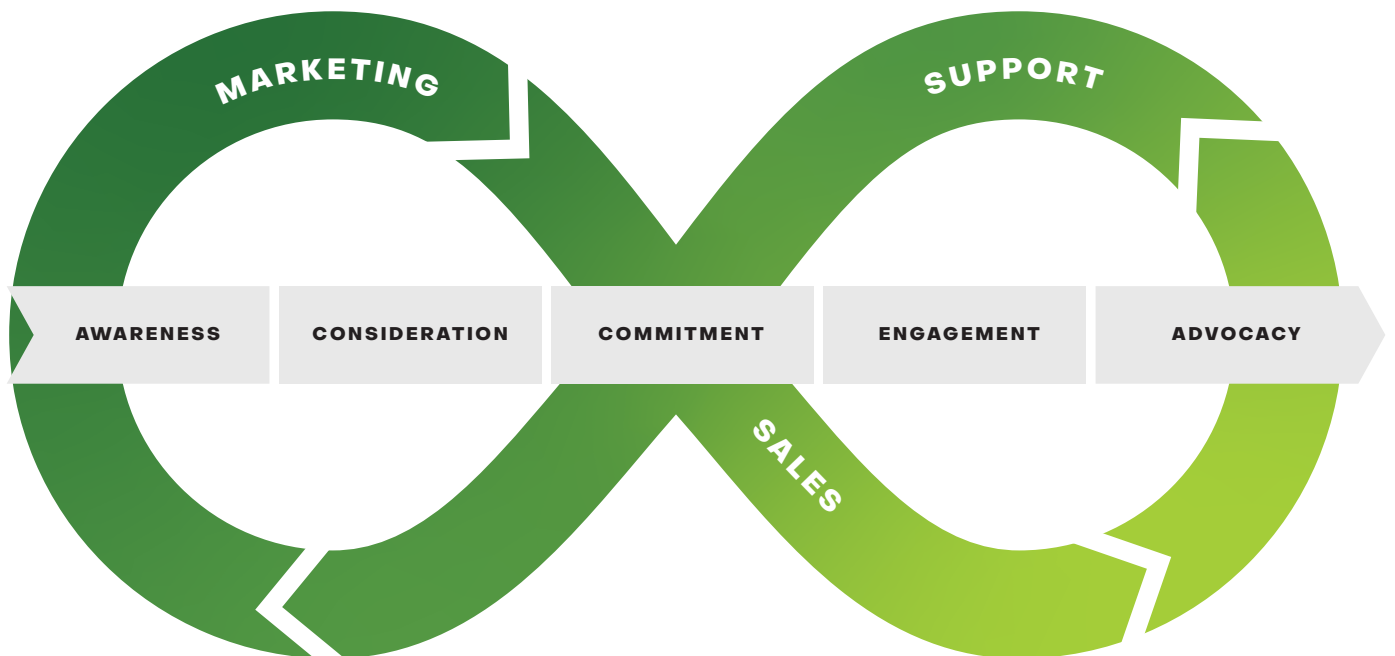 MARKETING
SUPPORT
AWARENESS
CONSIDERATION
COMMITMENT
ENGAGEMENT
ADVOCACY
SALES